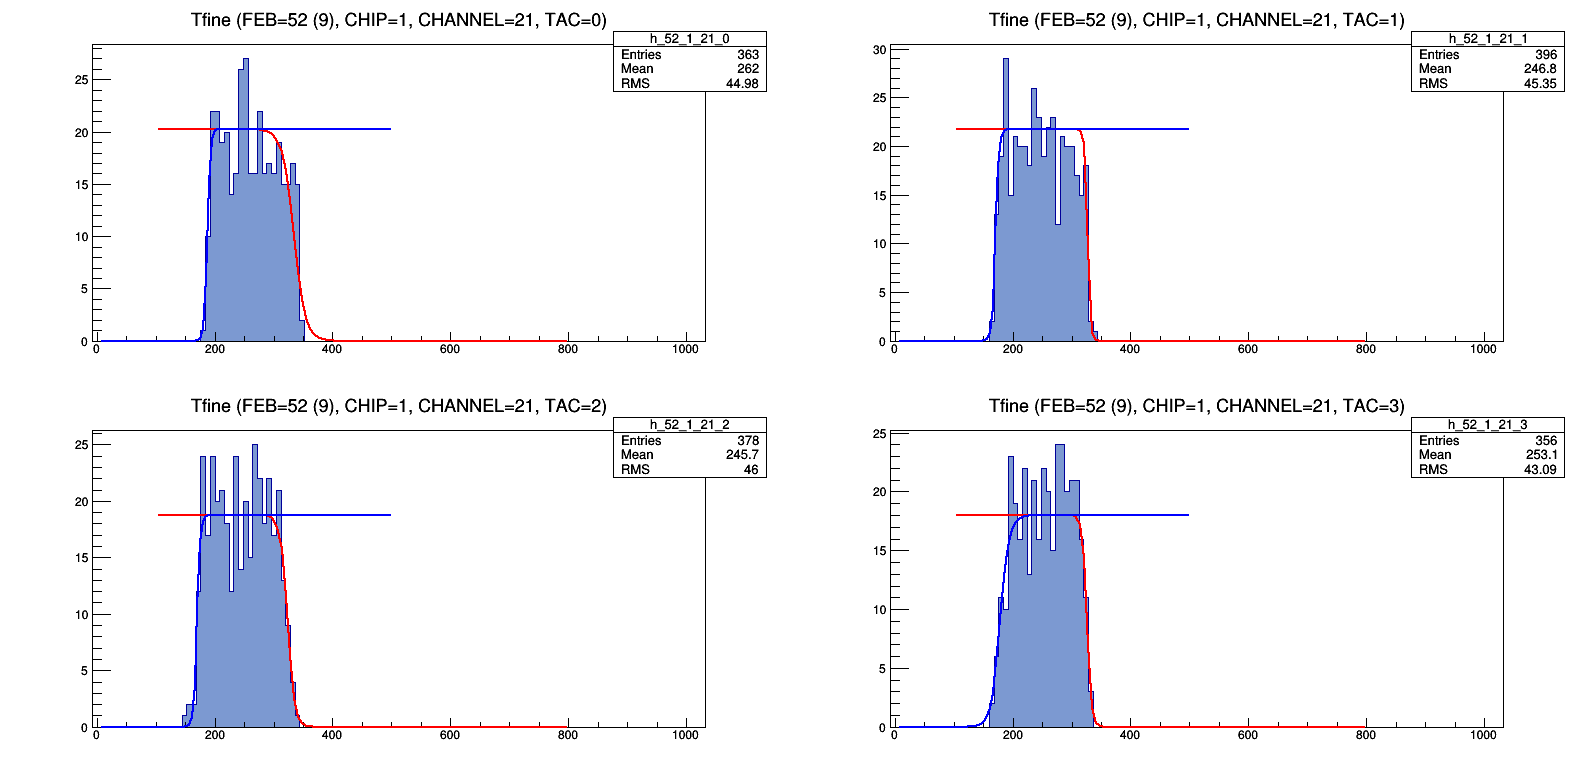 Tfine (FEB=52 (9), CHIP=1, CHANNEL=21, TAC=0)
h_52_1_21_0
Entries 363
Mean 262
RMS 44.98
25
20
15
10
5
0
0 200 400 600 800 1000
Tfine (FEB=52 (9), CHIP=1, CHANNEL=21, TAC=1)
h_52_1_21_1
Entries 396
Mean 246.8
RMS 45.35
30
25
20
15
10
5
0
0 200 400 600 800 1000
Tfine (FEB=52 (9), CHIP=1, CHANNEL=21, TAC=2)
h_52_1_21_2
Entries 378
Mean 245.7
RMS 46
25
20
15
10
5
0
0 200 400 600 800 1000
Tfine (FEB=52 (9), CHIP=1, CHANNEL=21, TAC=3)
h_52_1_21_3
Entries 356
Mean 253.1
RMS 43.09
25
20
15
10
5
0
0 200 400 600 800 1000